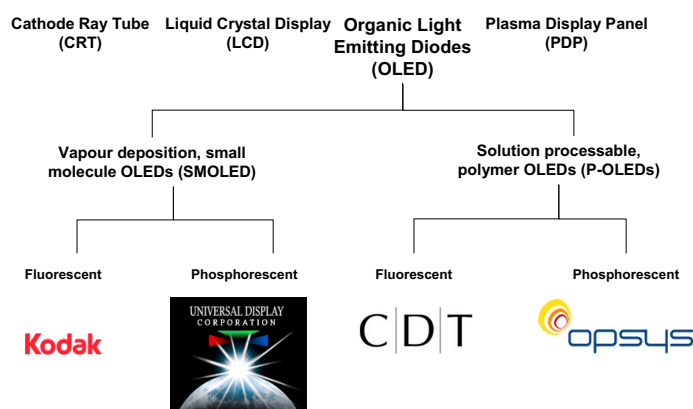 Cathode Ray Tube
(CRT)
Liquid Crystal Display
(LCD)
Organic Light
Emitting Diodes
(OLED)
Plasma Display Panel
(PDP)
Vapour deposition, small
molecule OLEDs (SMOLED)
Solution processable,
polymer OLEDs (P-OLEDs)
Fluorescent
Phosphorescent
Fluorescent
Phosphorescent
Kodak
UNIVERSAL DISPLAY
CORPORATION
C|D|T
opsys